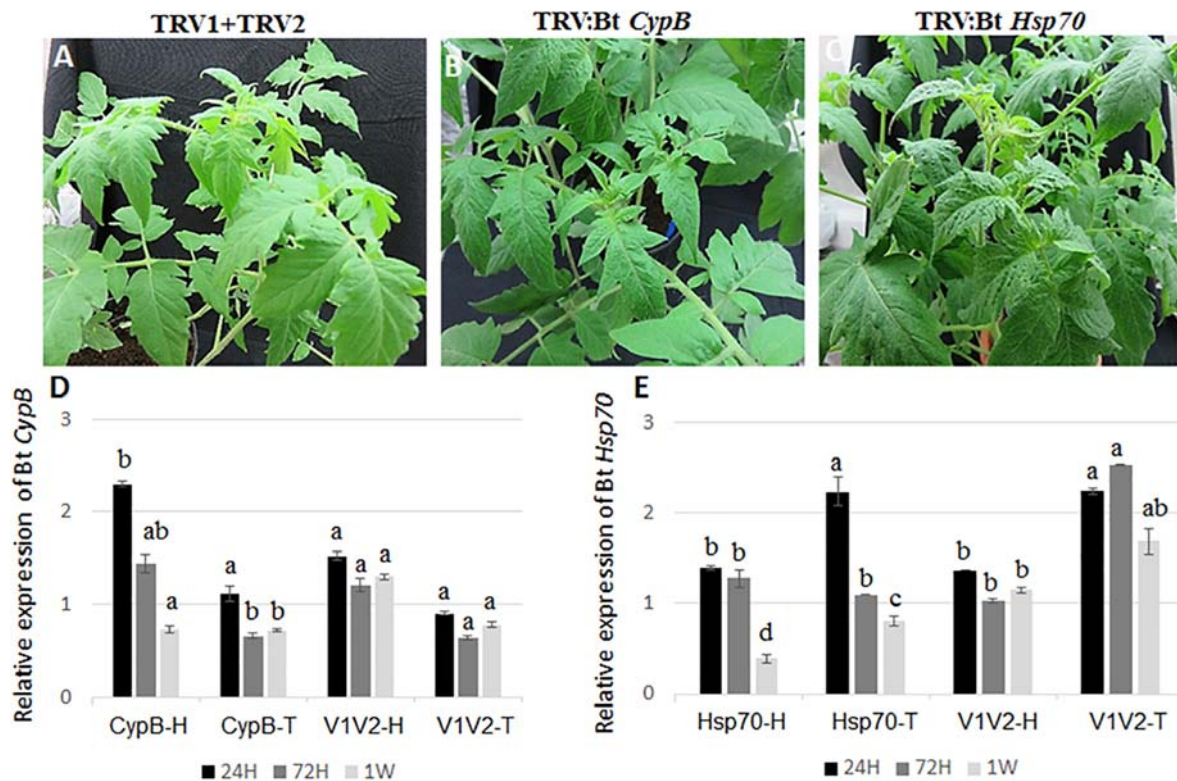 TRV1+TRV2 TRV:Bt CypB TRV:Bt Hsp70
A B C
D
Relative expression of Bt CypB
3
2
1
0
b
ab
a
a
b
b
a
a
a
a
a
a
CypB-H CypB-T V1V2-H V1V2-T
24H 72H 1W
E
Relative expression of Bt Hsp70
3
2
1
0
b
b
d
a
b
c
b
b
b
a
a
ab
Hsp70-H Hsp70-T V1V2-H V1V2-T
24H 72H 1W